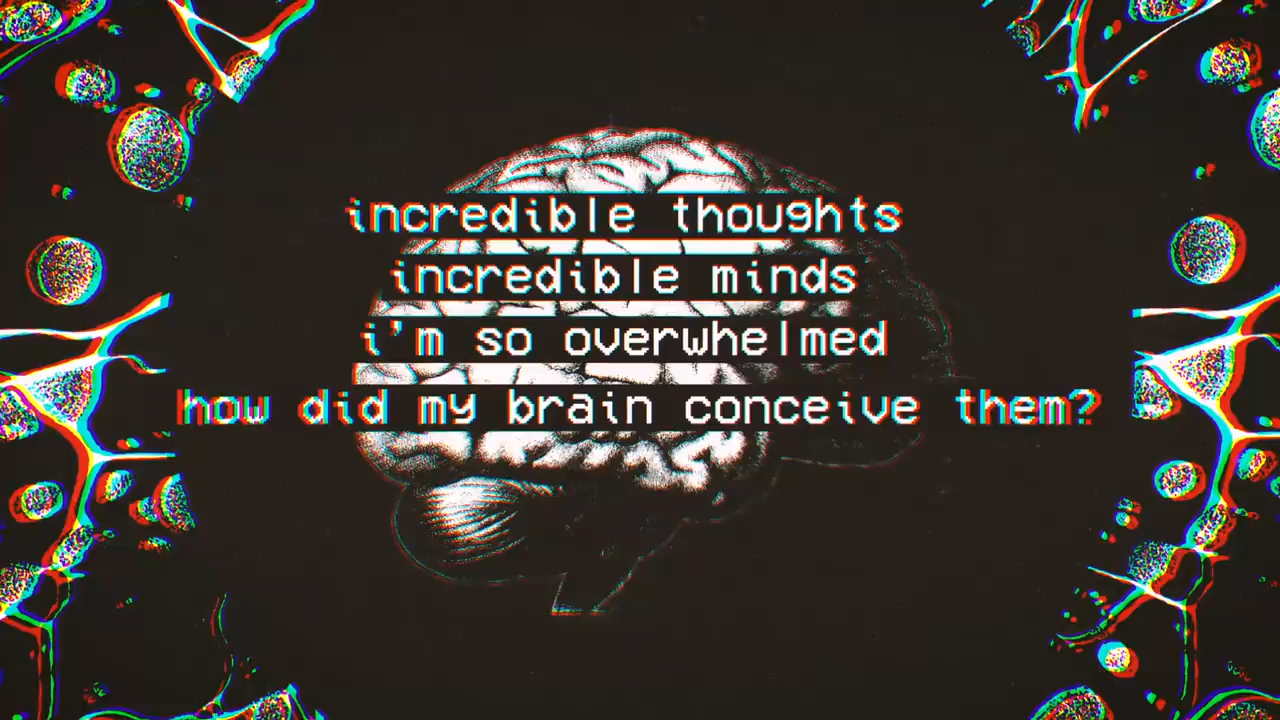 incredible thoughts
incredible minds
i'm so overwhelmed
how did my brain conceive them?